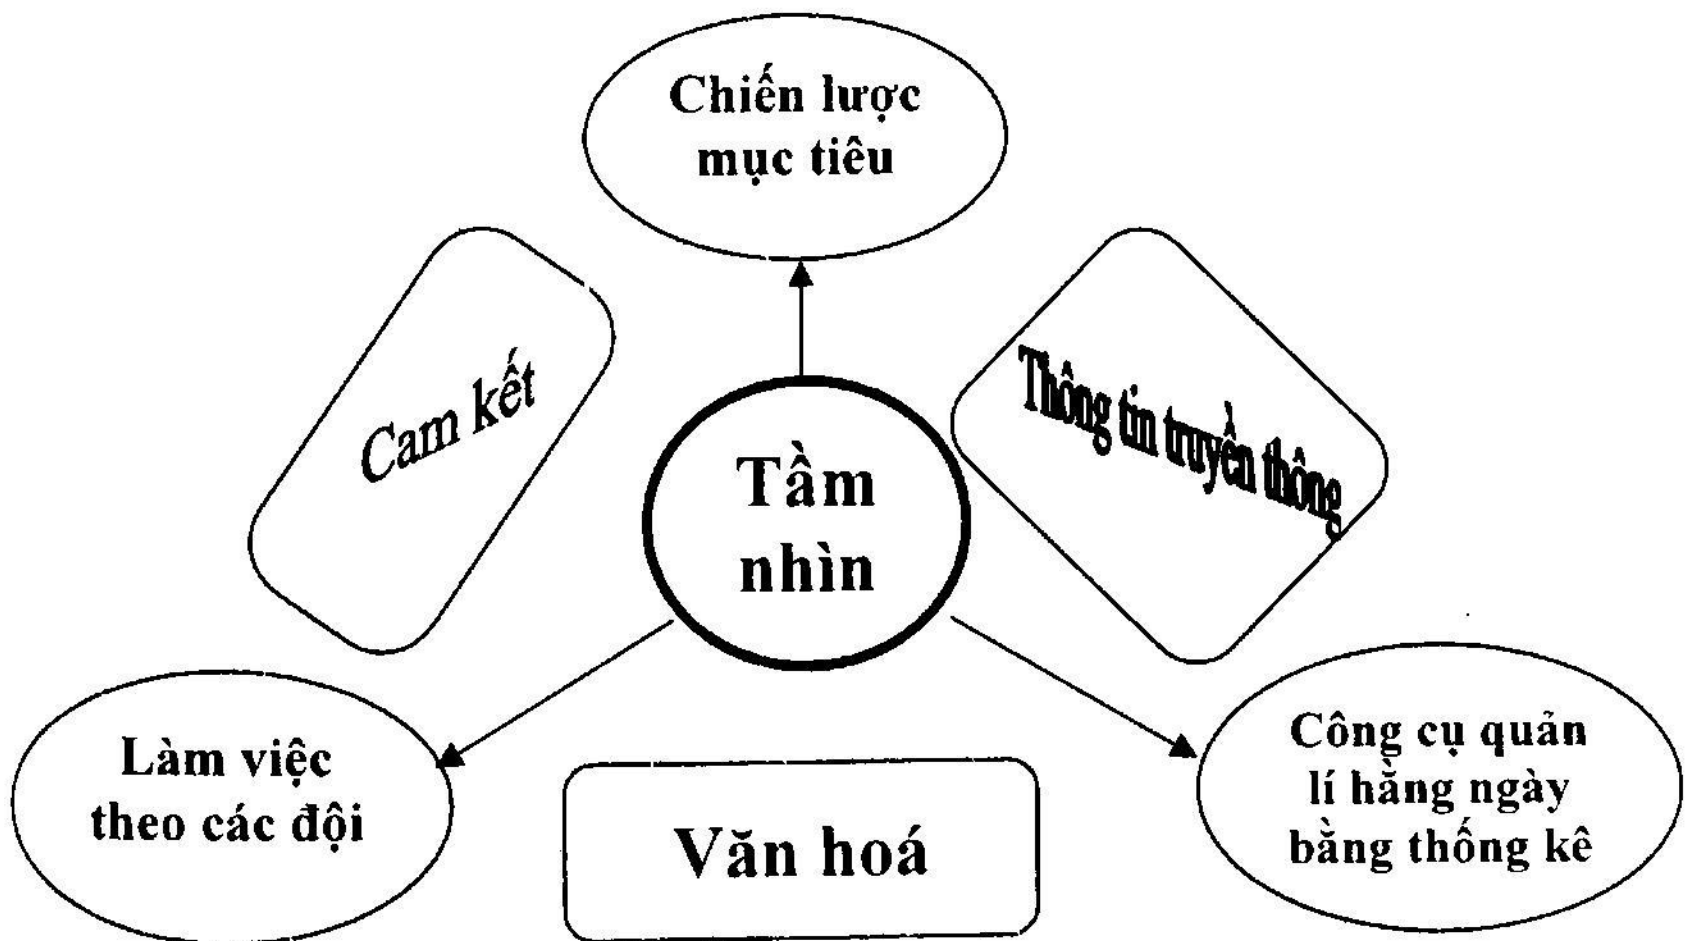 Chiến lược
mục tiêu
Cam kết
Thông tin truyền thông
Tầm
nhìn
Làm việc
theo các đội
Văn hoá
Công cụ quản
lí hằng ngày
bằng thống kê